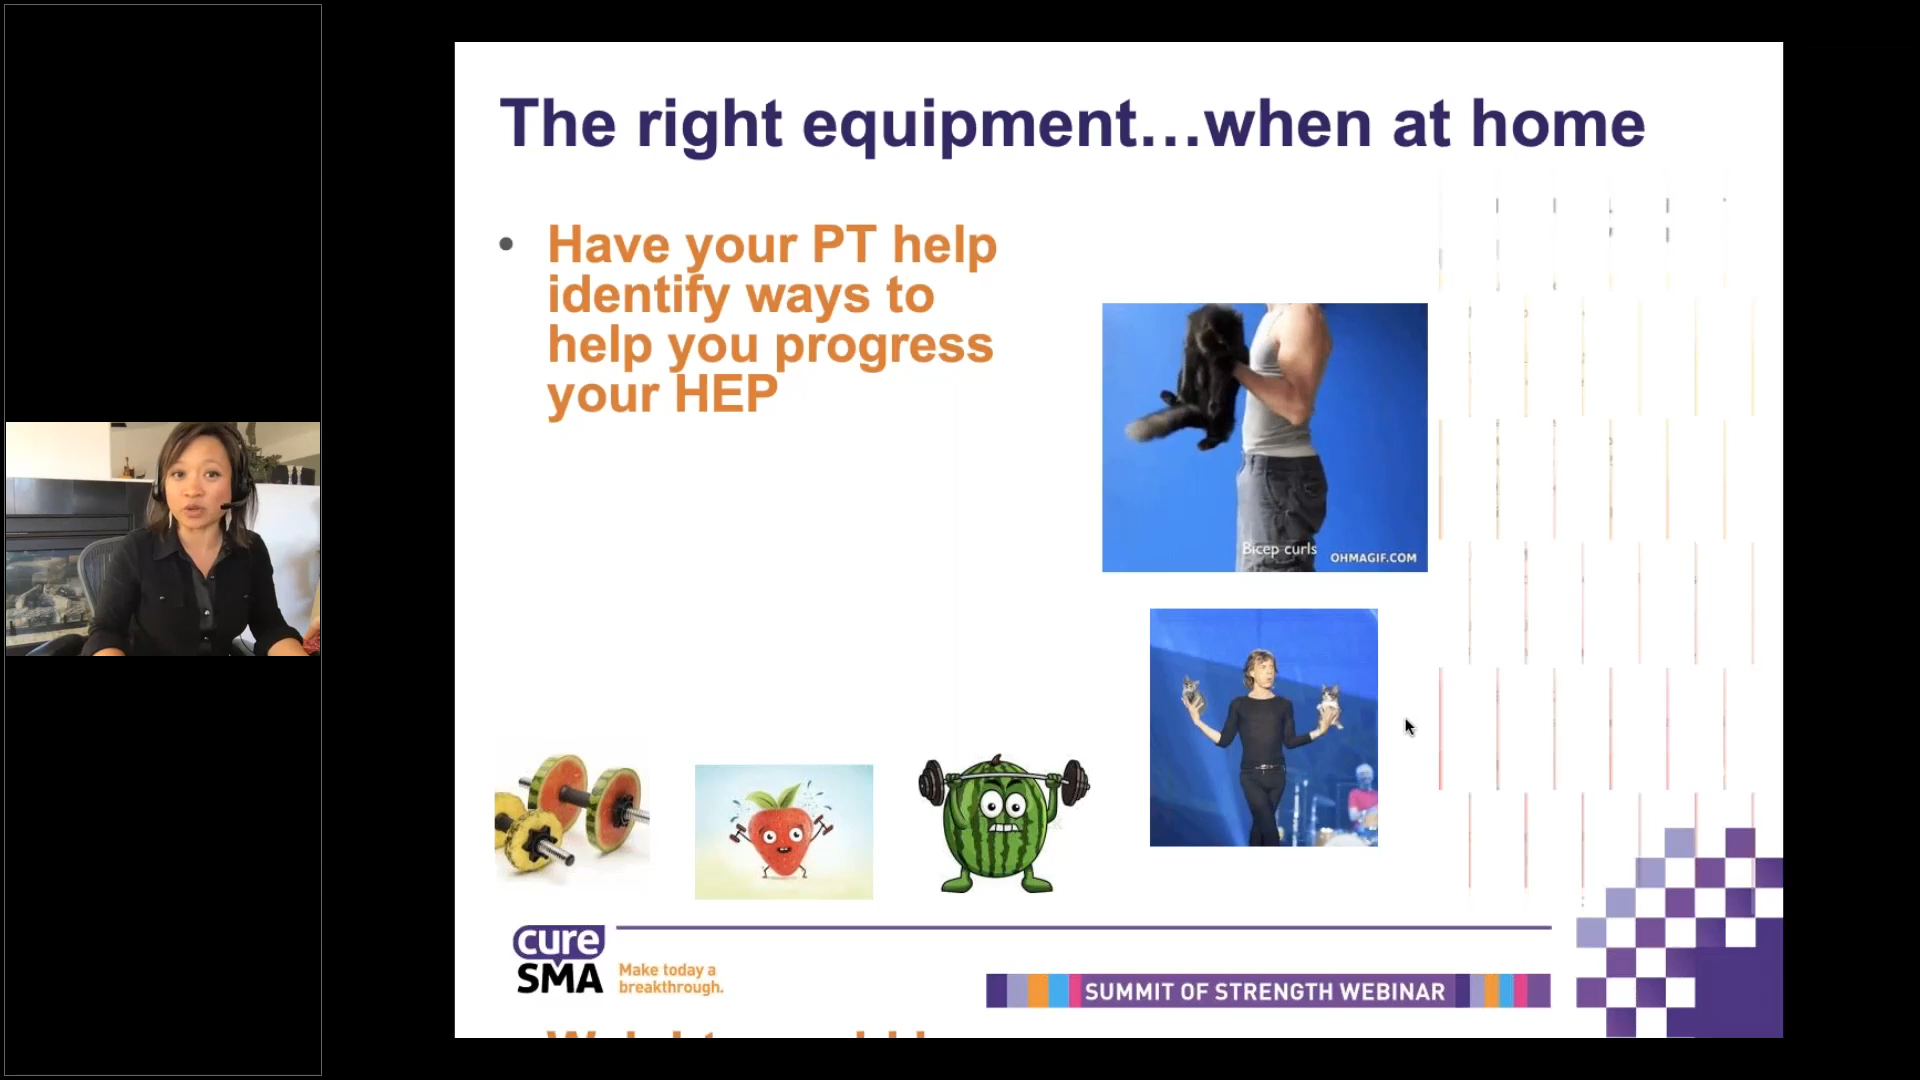 The right equipment…when at home
• Have your PT help
identify ways to
help you progress
your HEP
Bicep curls
OHMAGIF.COM
cure
SMA
Make today a
breakthrough.
SUMMIT OF STRENGTH WEBINAR